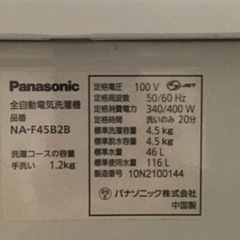 Panasonic
全自動電気洗濯機
品番
NA-F45B2B
洗濯コースの容量
手洗い 1.2kg
定格電圧 100 V JET
定格周波数 50/60 Hz
定格消費電力 340/400 W
定格時間 洗いのみ 20分
標準洗濯容量 4.5 kg
標準脱水容量 4.5 kg
標準水量 46 L
標準使用水量 116 L
製造番号 10N2100144
パナソニック株式会社
中国製